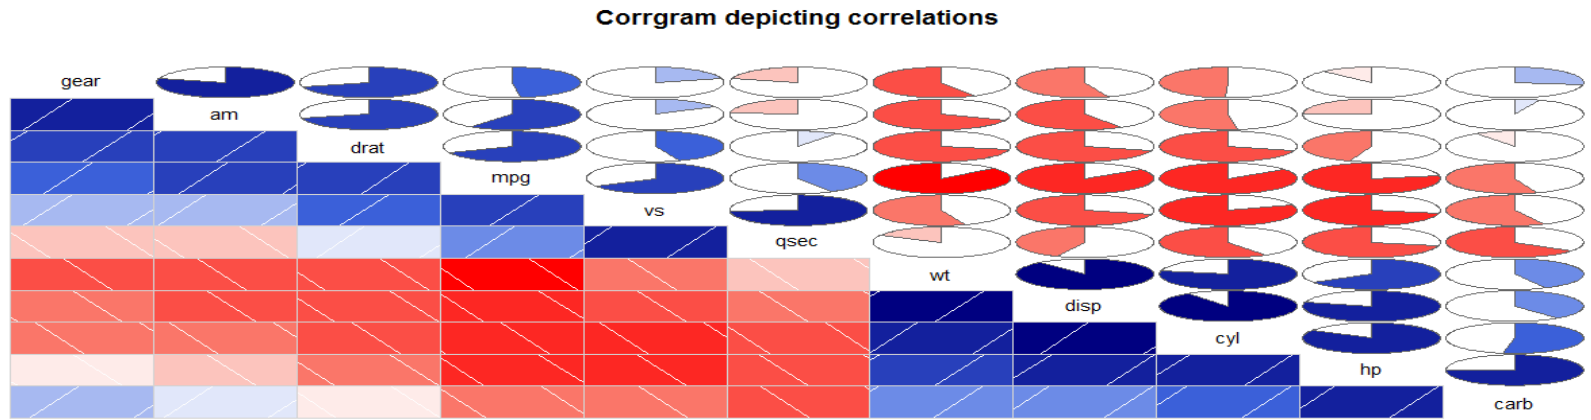 Corrgram depicting correlations
gear
am
drat
mpg
vs
qsec
wt
disp
cyl
hp
carb